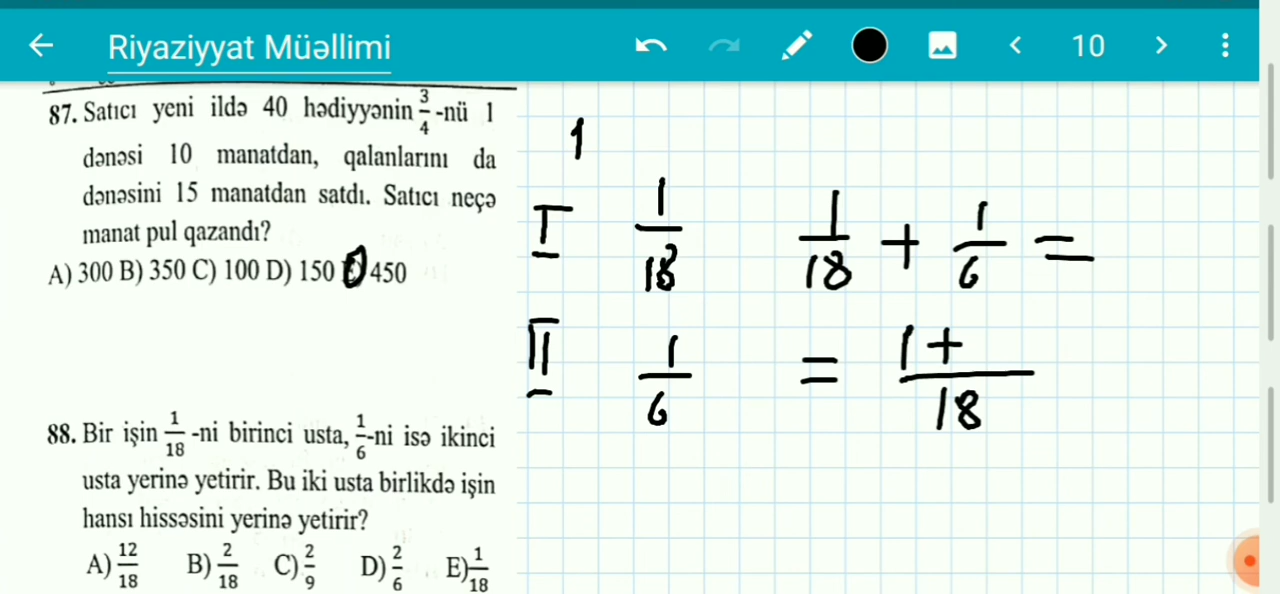 Riyaziyyat Müəllimi
10
87. Satıcı yeni ildə 40 hədiyyənin 3/4 -nü 1
dənəsi 10 manatdan, qalanlarını da
dənəsini 15 manatdan satdı. Satıcı neçə
manat pul qazandı?
A) 300 B) 350 C) 100 D) 150 E) 450
88. Bir işin 1/18 -ni birinci usta, 1/6 -ni isə ikinci
usta yerinə yetirir. Bu iki usta birlikdə işin
hansı hissəsini yerinə yetirir?
A) 12/18 B) 2/18 C) 2/9 D) 2/6 E) 1/18
1
I 1/18 1/18 + 1/6 =
II 1/6 = 1+/18